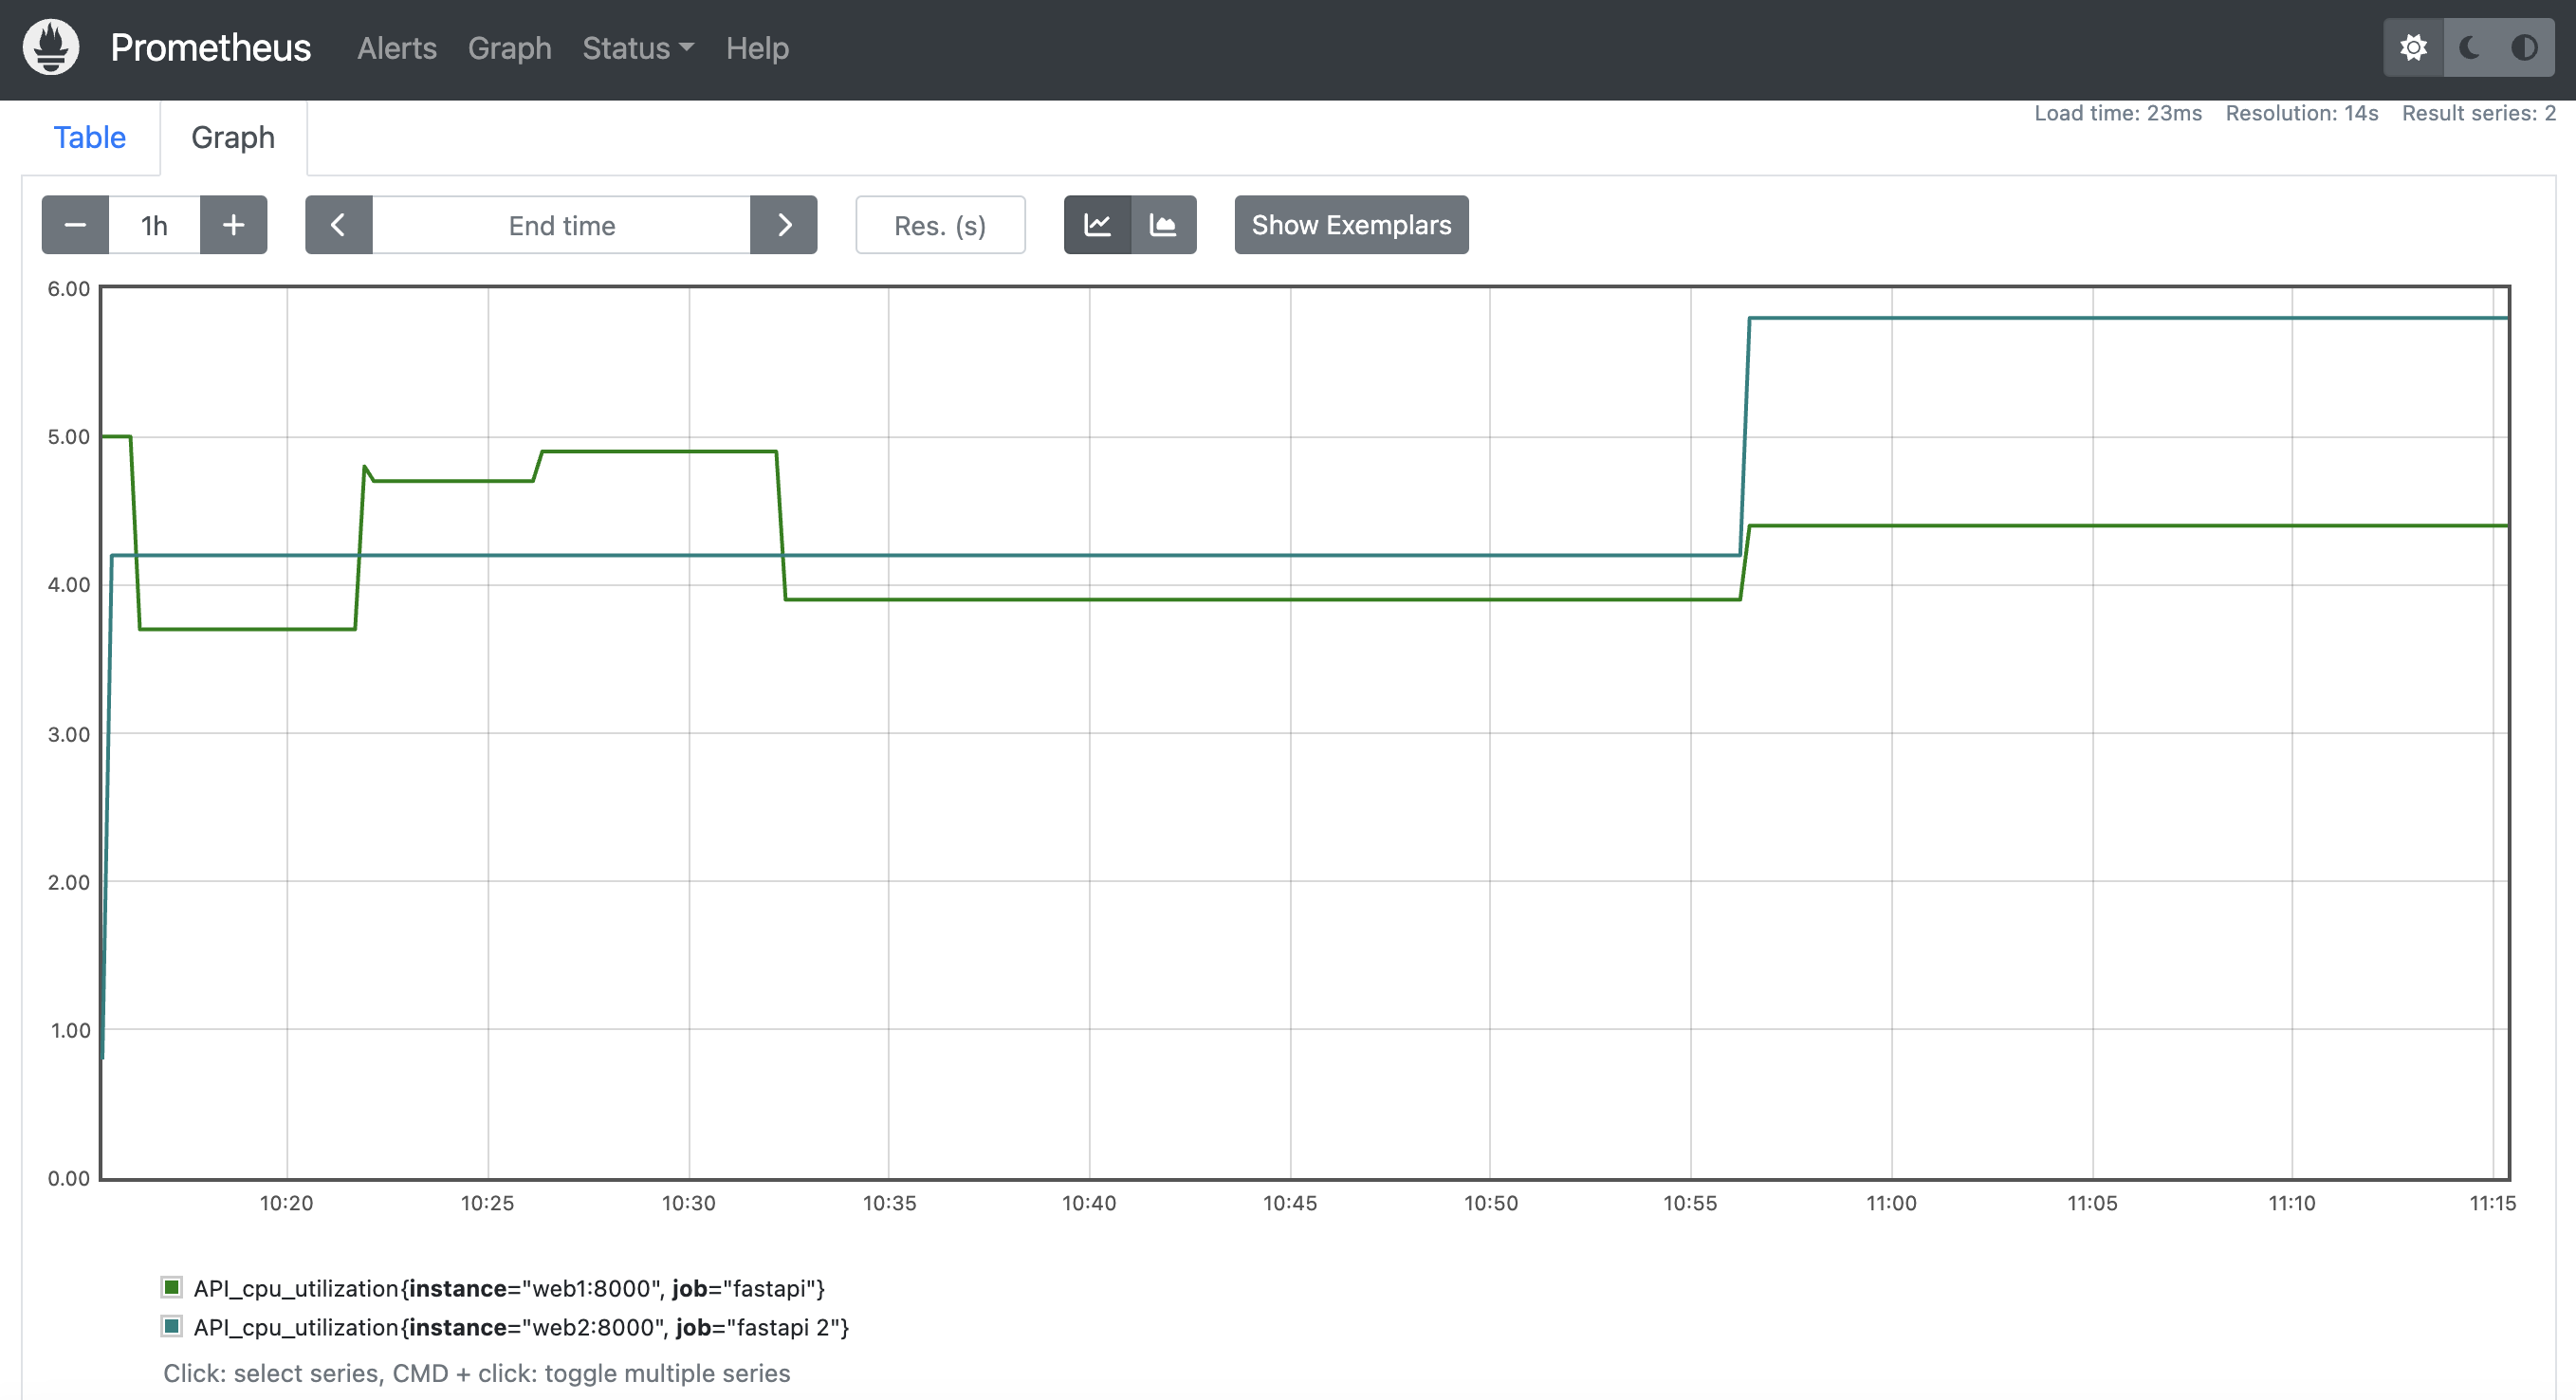 Prometheus Alerts Graph Status Help
Load time: 23ms Resolution: 14s Result series: 2
Table Graph
1h End time Res. (s) Show Exemplars
6.00
5.00
4.00
3.00
2.00
1.00
0.00
10:20 10:25 10:30 10:35 10:40 10:45 10:50 10:55 11:00 11:05 11:10 11:15
API_cpu_utilization{instance="web1:8000", job="fastapi"}
API_cpu_utilization{instance="web2:8000", job="fastapi 2"}
Click: select series, CMD + click: toggle multiple series